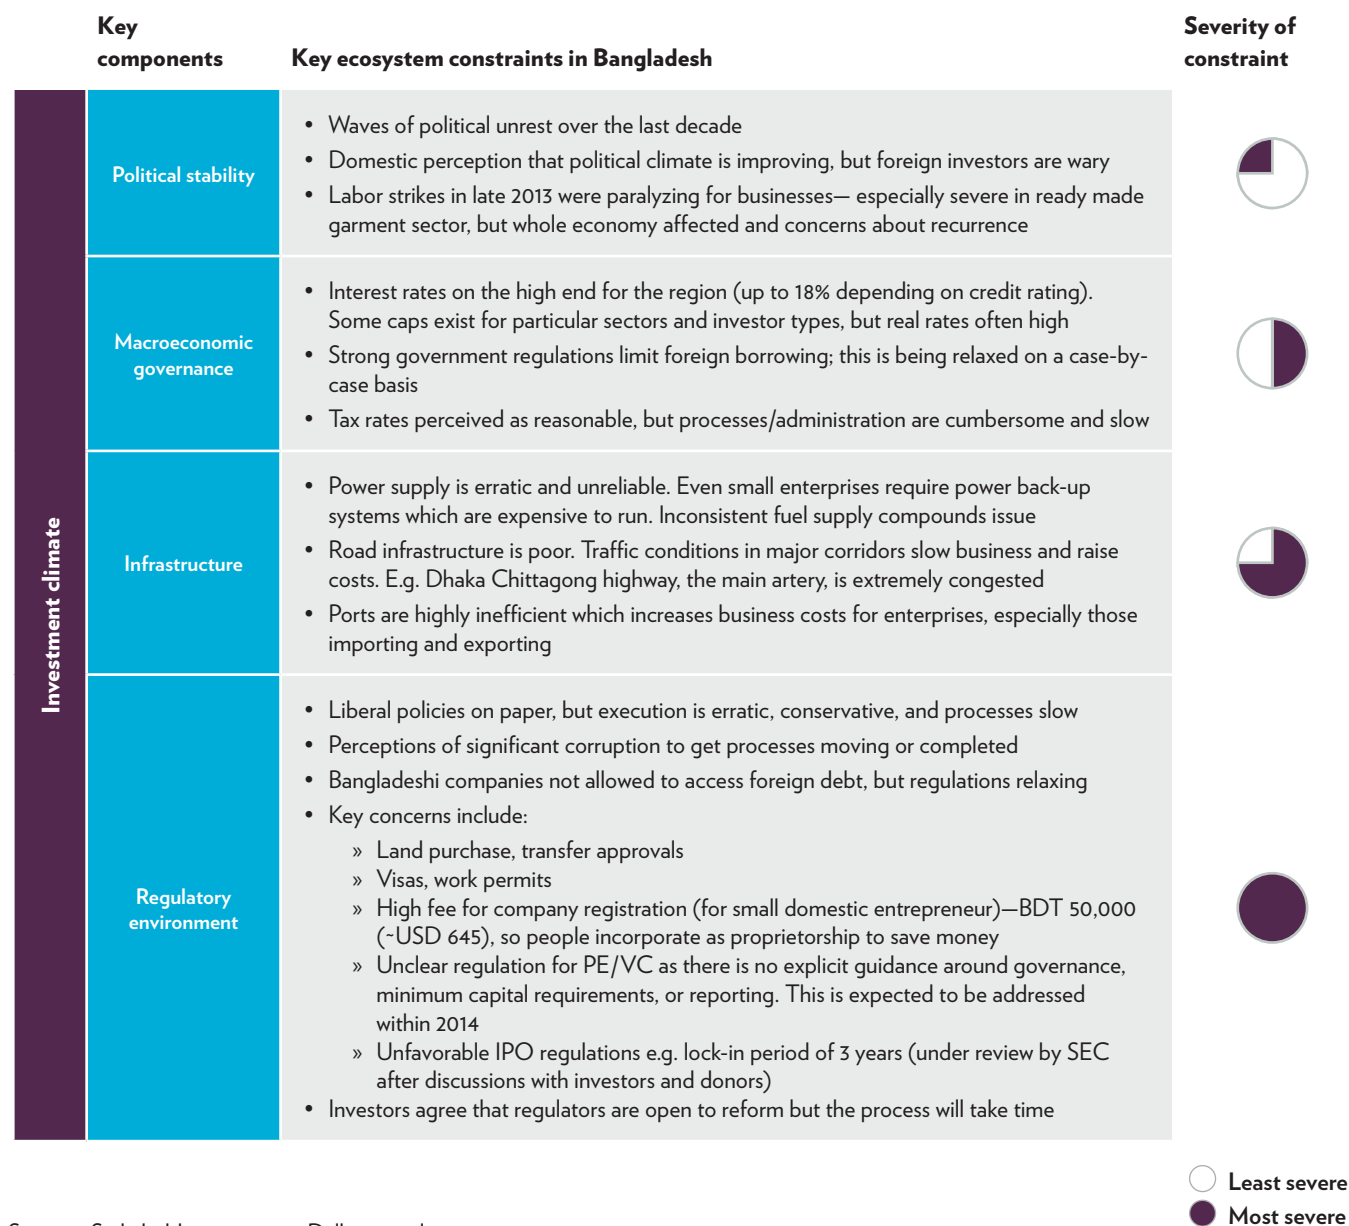 Key
components
Key ecosystem constraints in Bangladesh
Severity of
constraint
Investment climate
Political stability
• Waves of political unrest over the last decade
• Domestic perception that political climate is improving, but foreign investors are wary
• Labor strikes in late 2013 were paralyzing for businesses— especially severe in ready made
garment sector, but whole economy affected and concerns about recurrence
Macroeconomic
governance
• Interest rates on the high end for the region (up to 18% depending on credit rating).
Some caps exist for particular sectors and investor types, but real rates often high
• Strong government regulations limit foreign borrowing; this is being relaxed on a case-by-
case basis
• Tax rates perceived as reasonable, but processes/administration are cumbersome and slow
Infrastructure
• Power supply is erratic and unreliable. Even small enterprises require power back-up
systems which are expensive to run. Inconsistent fuel supply compounds issue
• Road infrastructure is poor. Traffic conditions in major corridors slow business and raise
costs. E.g. Dhaka Chittagong highway, the main artery, is extremely congested
• Ports are highly inefficient which increases business costs for enterprises, especially those
importing and exporting
Regulatory
environment
• Liberal policies on paper, but execution is erratic, conservative, and processes slow
• Perceptions of significant corruption to get processes moving or completed
• Bangladeshi companies not allowed to access foreign debt, but regulations relaxing
• Key concerns include:
» Land purchase, transfer approvals
» Visas, work permits
» High fee for company registration (for small domestic entrepreneur)—BDT 50,000
(~USD 645), so people incorporate as proprietorship to save money
» Unclear regulation for PE/VC as there is no explicit guidance around governance,
minimum capital requirements, or reporting. This is expected to be addressed
within 2014
» Unfavorable IPO regulations e.g. lock-in period of 3 years (under review by SEC
after discussions with investors and donors)
• Investors agree that regulators are open to reform but the process will take time
Least severe
Most severe